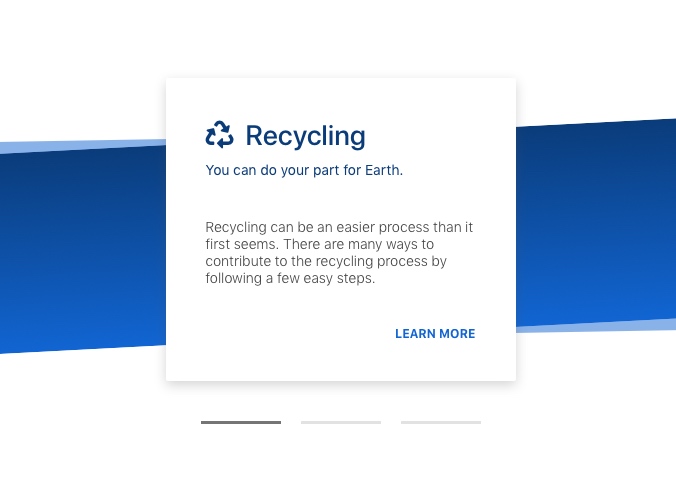 Recycling
You can do your part for Earth.
Recycling can be an easier process than it
first seems. There are many ways to
contribute to the recycling process by
following a few easy steps.
LEARN MORE